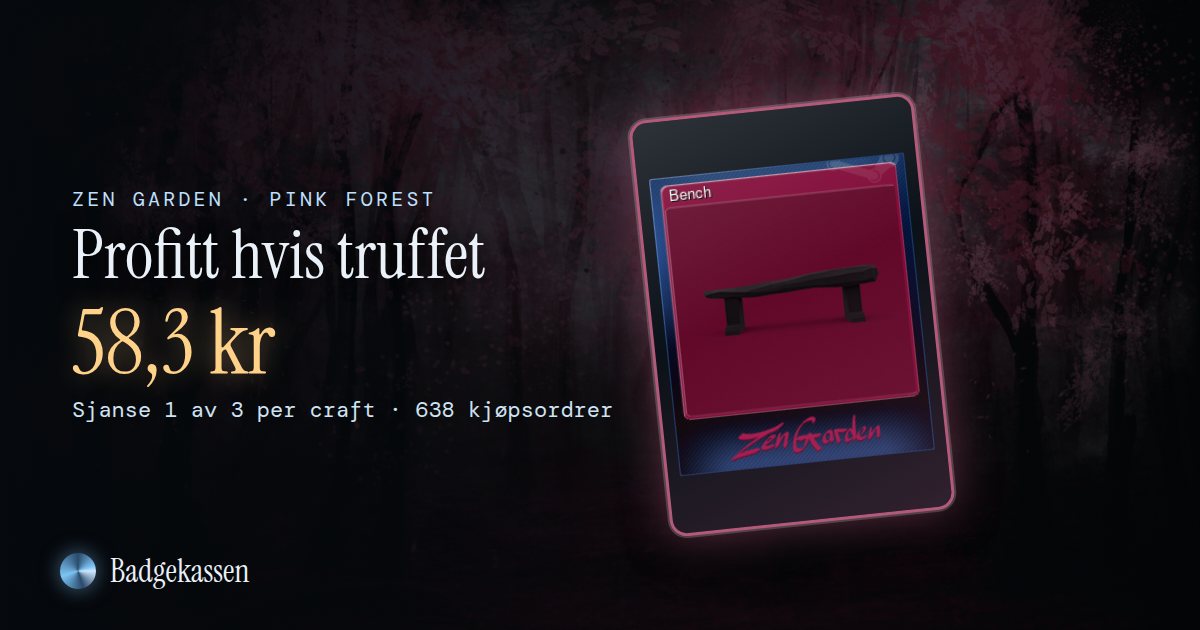 ZEN GARDEN · PINK FOREST
Profitt hvis truffet
58,3 kr
Sjanse 1 av 3 per craft · 638 kjøpsordrer
Bench
Zen Garden
Badgekassen